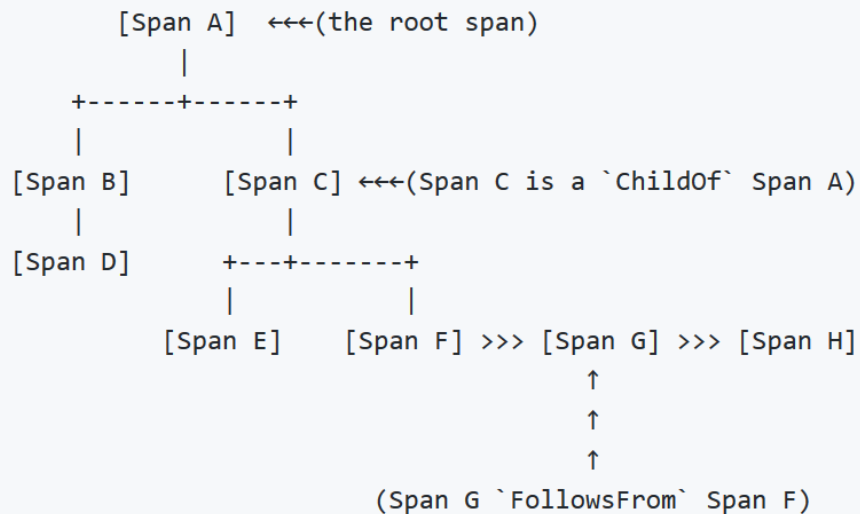 [Span A] ←←←(the root span)
|
+------+------+
| |
[Span B] [Span C] ←←←(Span C is a `ChildOf` Span A)
| |
[Span D] +---+-------+
| |
[Span E] [Span F] >>> [Span G] >>> [Span H]
↑
↑
↑
(Span G `FollowsFrom` Span F)